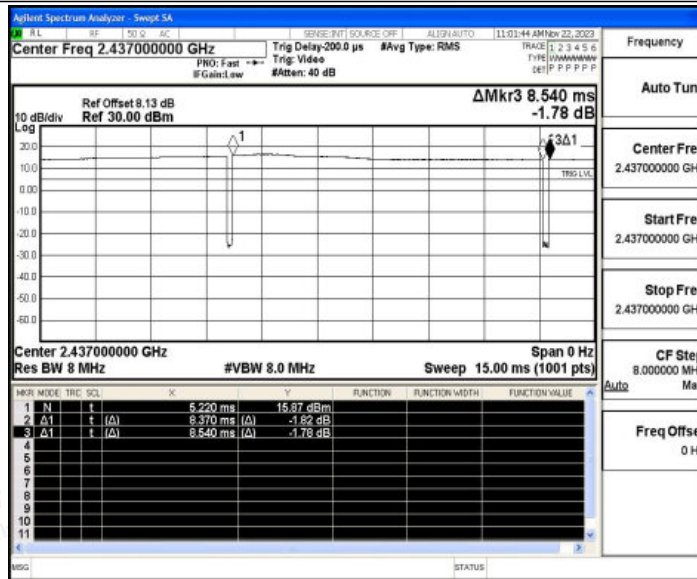 Agilent Spectrum Analyzer - Swept SA
RL RF 50 Ω AC SENSE:INT SOURCE OFF ALIGN AUTO 11:01:44 AM Nov 22, 2023
Center Freq 2.437000000 GHz
PNO: Fast
IFGain:Low
Trig Delay-200.0 µs
Trig: Video
#Atten: 40 dB
#Avg Type: RMS
TRACE 1 2 3 4 5 6
TYPE WWWWWW
DET P P P P P P
Frequency
Auto Tun
Center Fre
2.437000000 GH
Start Fre
2.437000000 GH
Stop Fre
2.437000000 GH
CF Step
8.000000 MH
Auto Ma
Freq Offse
0 H
ΔMkr3 8.540 ms
-1.78 dB
Ref Offset 8.13 dB
10 dB/div Ref 30.00 dBm
Log
1
3Δ1
TRIG LVL
20.0
10.0
0.00
-10.0
-20.0
-30.0
-40.0
-50.0
-60.0
Center 2.437000000 GHz Span 0 Hz
Res BW 8 MHz #VBW 8.0 MHz Sweep 15.00 ms (1001 pts)
MKR MODE TRC SCL X Y FUNCTION FUNCTION WIDTH FUNCTION VALUE
1 N t 5.220 ms 15.87 dBm
2 Δ1 t (Δ) 8.370 ms (Δ) -1.82 dB
3 Δ1 t (Δ) 8.540 ms (Δ) -1.78 dB
4
5
6
7
8
9
10
11
MSG STATUS